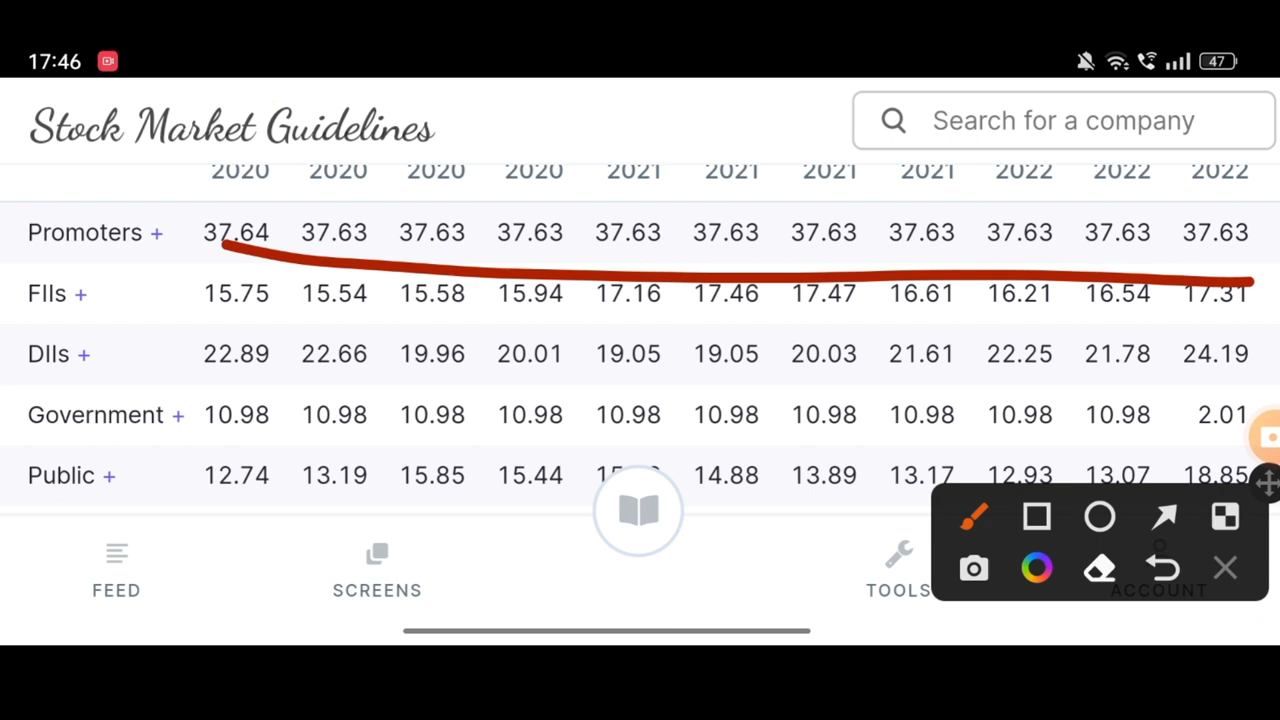 17:46 47
Stock Market Guidelines
Search for a company
2020 2020 2020 2020 2021 2021 2021 2021 2022 2022 2022
Promoters + 37.64 37.63 37.63 37.63 37.63 37.63 37.63 37.63 37.63 37.63 37.63
FIIs + 15.75 15.54 15.58 15.94 17.16 17.46 17.47 16.61 16.21 16.54 17.31
DIIs + 22.89 22.66 19.96 20.01 19.05 19.05 20.03 21.61 22.25 21.78 24.19
Government + 10.98 10.98 10.98 10.98 10.98 10.98 10.98 10.98 10.98 10.98 2.01
Public + 12.74 13.19 15.85 15.44 14.88 13.89 13.17 12.93 13.07 18.85
FEED SCREENS TOOLS ACCOUNT